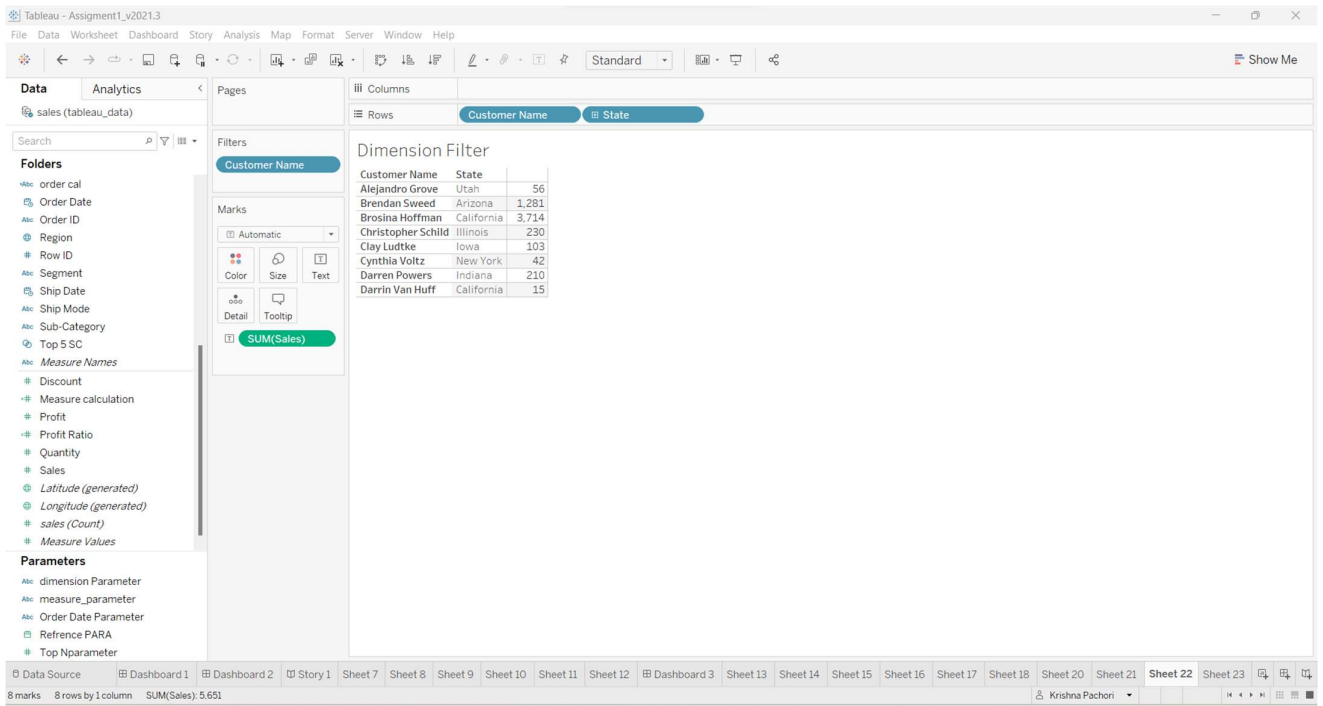 Tableau - Assigment1_v2021.3
File Data Worksheet Dashboard Story Analysis Map Format Server Window Help
Standard
Show Me
Data Analytics
sales (tableau_data)
Search
Folders
Abc order cal
Order Date
Abc Order ID
Region
# Row ID
Abc Segment
Ship Date
Abc Ship Mode
Abc Sub-Category
Top 5 SC
Abc Measure Names
# Discount
# Measure calculation
# Profit
# Profit Ratio
# Quantity
# Sales
Latitude (generated)
Longitude (generated)
# sales (Count)
# Measure Values
Parameters
Abc dimension Parameter
Abc measure_parameter
Abc Order Date Parameter
Refrence PARA
# Top Nparameter
Pages
Filters
Customer Name
Marks
Automatic
Color Size Text
Detail Tooltip
SUM(Sales)
Columns
Rows Customer Name State
Dimension Filter
Customer Name State
Alejandro Grove Utah 56
Brendan Sweed Arizona 1,281
Brosina Hoffman California 3,714
Christopher Schild Illinois 230
Clay Ludtke Iowa 103
Cynthia Voltz New York 42
Darren Powers Indiana 210
Darrin Van Huff California 15
Data Source Dashboard 1 Dashboard 2 Story 1 Sheet 7 Sheet 8 Sheet 9 Sheet 10 Sheet 11 Sheet 12 Dashboard 3 Sheet 13 Sheet 14 Sheet 15 Sheet 16 Sheet 17 Sheet 18 Sheet 20 Sheet 21 Sheet 22 Sheet 23
8 marks 8 rows by 1 column SUM(Sales): 5,651 Krishna Pachori